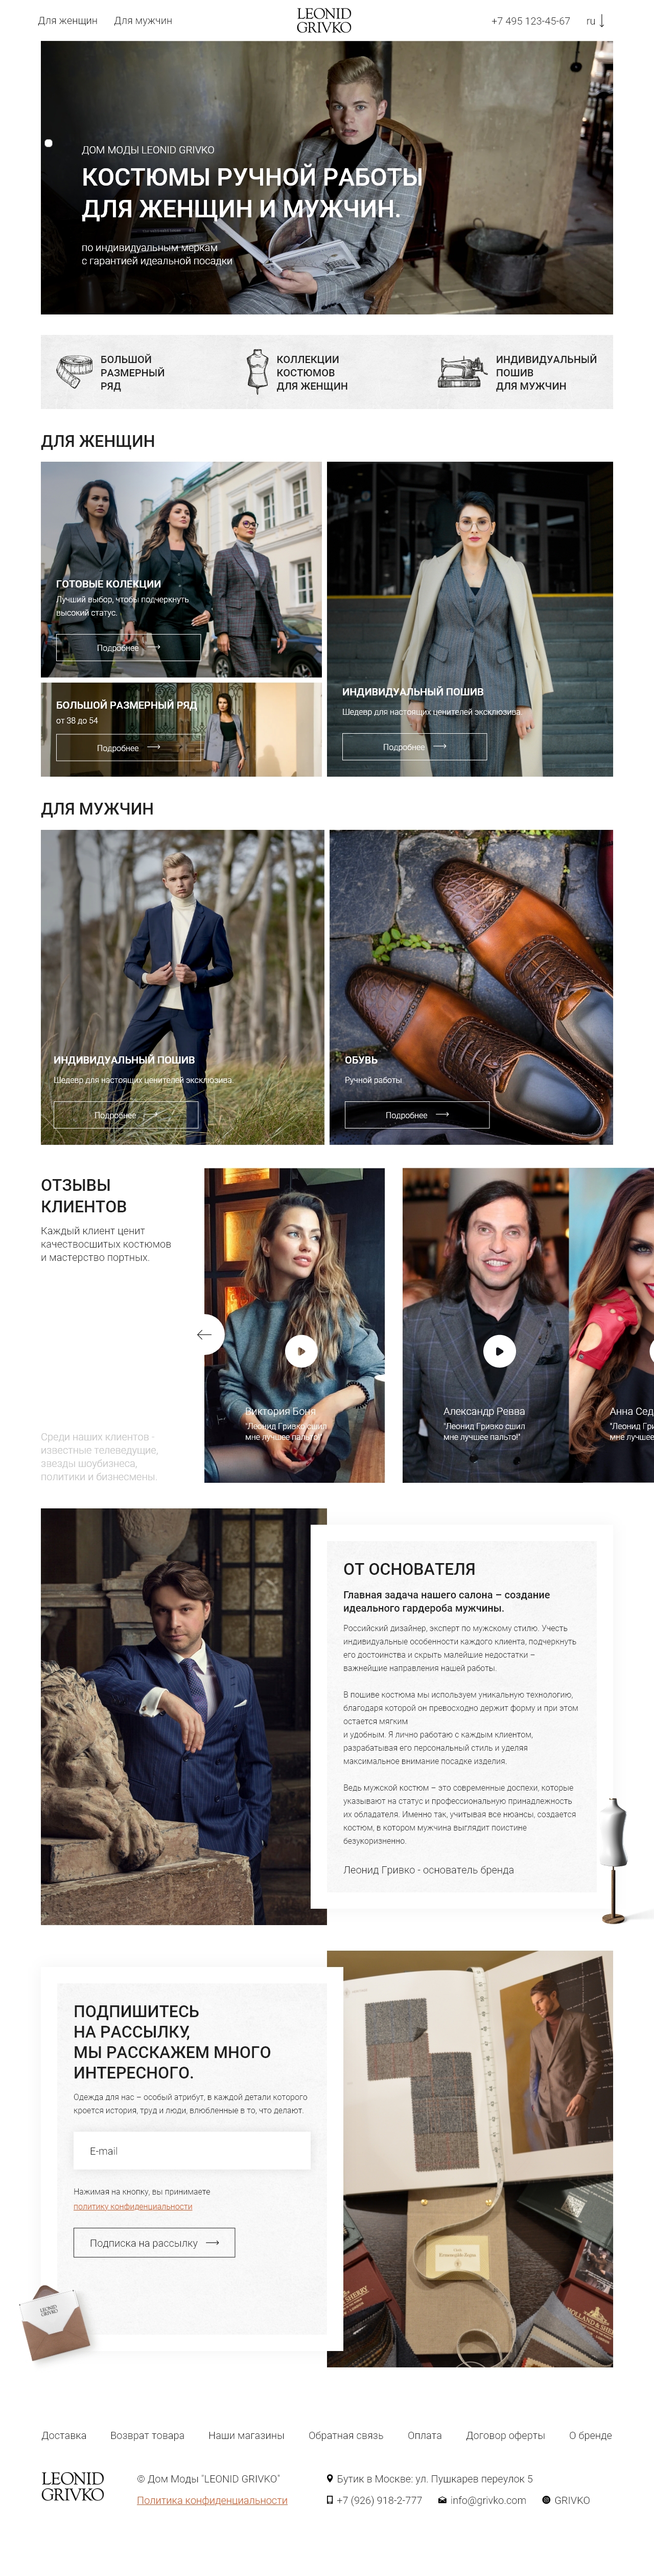 Для женщин
Для мужчин
LEONID
GRIVKO
+7 495 123-45-67
ru
ДОМ МОДЫ LEONID GRIVKO
КОСТЮМЫ РУЧНОЙ РАБОТЫ
ДЛЯ ЖЕНЩИН И МУЖЧИН.
по индивидуальным меркам
с гарантией идеальной посадки
БОЛЬШОЙ
РАЗМЕРНЫЙ
РЯД
КОЛЛЕКЦИИ
КОСТЮМОВ
ДЛЯ ЖЕНЩИН
ИНДИВИДУАЛЬНЫЙ
ПОШИВ
ДЛЯ МУЖЧИН
ДЛЯ ЖЕНЩИН
ГОТОВЫЕ КОЛЕКЦИИ
Лучший выбор, чтобы подчеркнуть
высокий статус.
Подробнее
БОЛЬШОЙ РАЗМЕРНЫЙ РЯД
от 38 до 54
Подробнее
ИНДИВИДУАЛЬНЫЙ ПОШИВ
Шедевр для настоящих ценителей эксклюзива
Подробнее
ДЛЯ МУЖЧИН
ИНДИВИДУАЛЬНЫЙ ПОШИВ
Шедевр для настоящих ценителей эксклюзива
Подробнее
ОБУВЬ
Ручной работы
Подробнее
ОТЗЫВЫ
КЛИЕНТОВ
Каждый клиент ценит
качествосшитых костюмов
и мастерство портных.
Среди наших клиентов -
известные телеведущие,
звезды шоубизнеса,
политики и бизнесмены.
Виктория Боня
"Леонид Гривко сшил
мне лучшее пальто!"
Александр Ревва
"Леонид Гривко сшил
мне лучшее пальто!"
Анна Сед
"Леонид Гри
мне лучшее
ОТ ОСНОВАТЕЛЯ
Главная задача нашего салона – создание
идеального гардероба мужчины.
Российский дизайнер, эксперт по мужскому стилю. Учесть
индивидуальные особенности каждого клиента, подчеркнуть
его достоинства и скрыть малейшие недостатки –
важнейшие направления нашей работы.
В пошиве костюма мы используем уникальную технологию,
благодаря которой он превосходно держит форму и при этом
остается мягким
и удобным. Я лично работаю с каждым клиентом,
разрабатывая его персональный стиль и уделяя
максимальное внимание посадке изделия.
Ведь мужской костюм – это современные доспехи, которые
указывают на статус и профессиональную принадлежность
их обладателя. Именно так, учитывая все нюансы, создается
костюм, в котором мужчина выглядит поистине
безукоризненно.
Леонид Гривко - основатель бренда
ПОДПИШИТЕСЬ
НА РАССЫЛКУ,
МЫ РАССКАЖЕМ МНОГО
ИНТЕРЕСНОГО.
Одежда для нас – особый атрибут, в каждой детали которого
кроется история, труд и люди, влюбленные в то, что делают.
E-mail
Нажимая на кнопку, вы принимаете
политику конфиденциальности
Подписка на рассылку
LEONID
GRIVKO
Доставка
Возврат товара
Наши магазины
Обратная связь
Оплата
Договор оферты
О бренде
LEONID
GRIVKO
© Дом Моды "LEONID GRIVKO"
Политика конфиденциальности
Бутик в Москве: ул. Пушкарев переулок 5
+7 (926) 918-2-777
info@grivko.com
GRIVKO